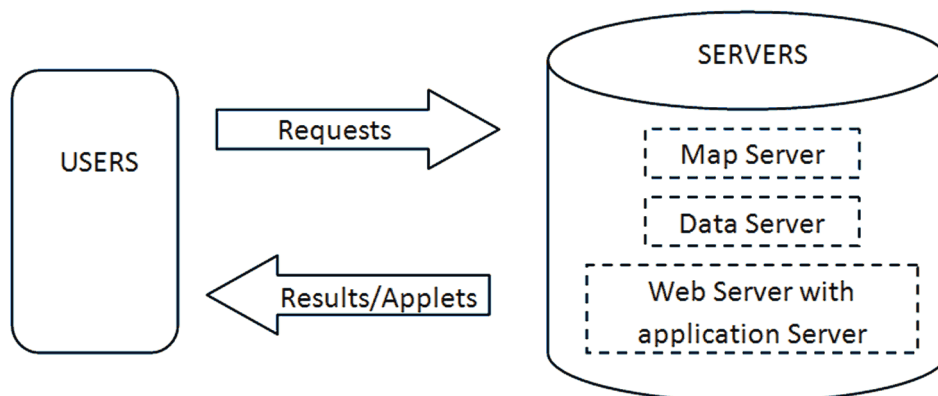 SERVERS
Requests
Map Server
USERS
Data Server
Results/Applets
Web Server with
application Server